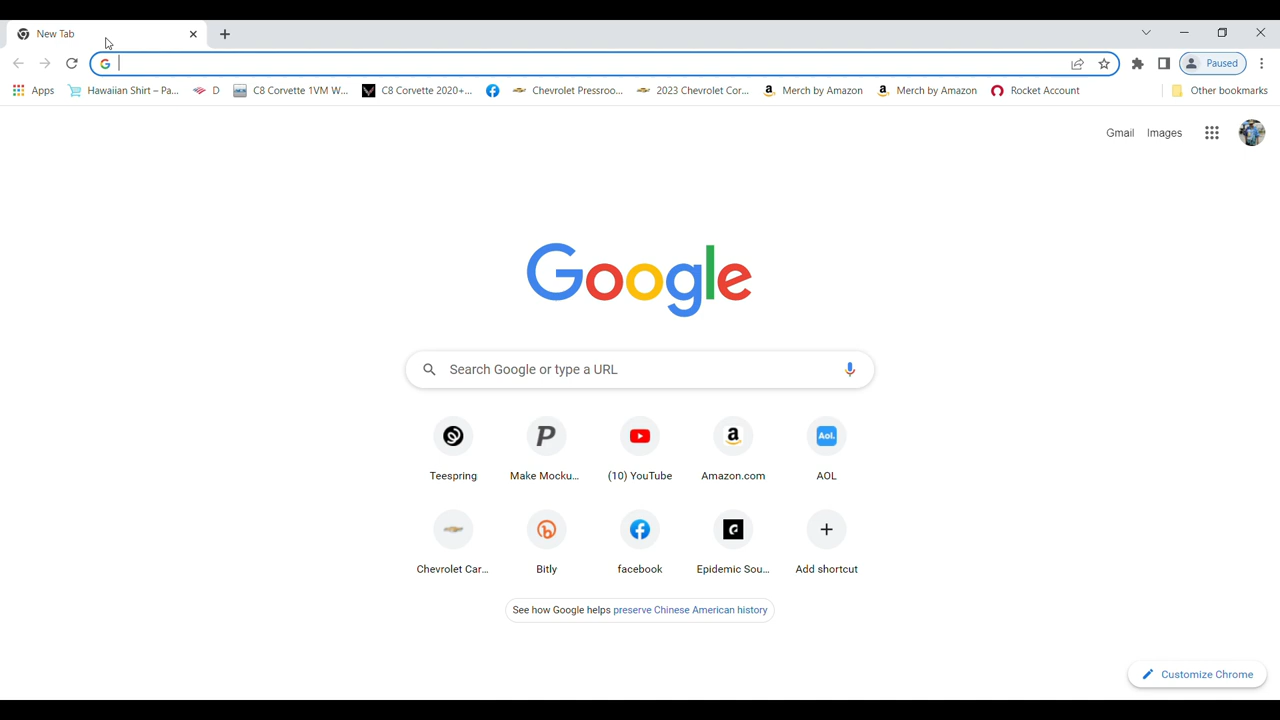 New Tab
Paused
Apps Hawaiian Shirt – Pa... D C8 Corvette 1VM W... C8 Corvette 2020+... Chevrolet Pressroo... 2023 Chevrolet Cor... Merch by Amazon Merch by Amazon Rocket Account Other bookmarks
Gmail Images
Google
Search Google or type a URL
Teespring Make Mocku... (10) YouTube Amazon.com Aol. AOL
Chevrolet Car... Bitly facebook Epidemic Sou... Add shortcut
See how Google helps preserve Chinese American history
Customize Chrome